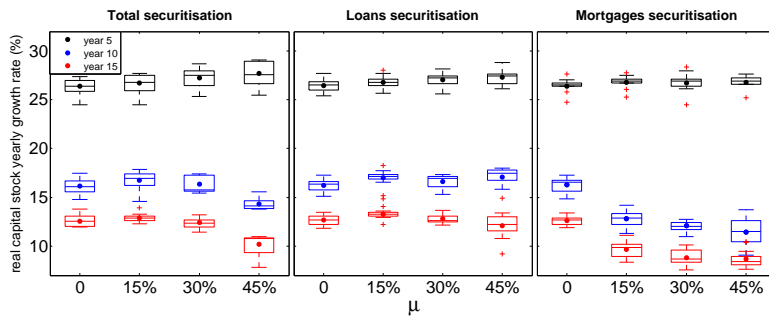 Total securitisation
Loans securitisation
Mortgages securitisation
real capital stock yearly growth rate (%)
year 5
year 10
year 15
30
25
20
15
10
0 15% 30% 45%
0 15% 30% 45%
0 15% 30% 45%
μ